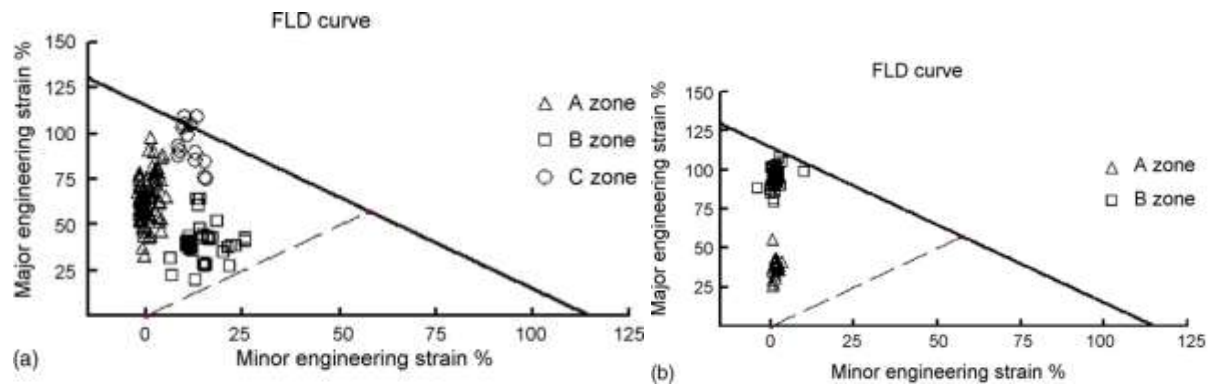 FLD curve
150
125
100
75
50
25
Major engineering strain %
△ A zone
□ B zone
○ C zone
0 25 50 75 100 125
Minor engineering strain %
(a)
FLD curve
150
125
100
75
50
25
Major engineering strain %
△ A zone
□ B zone
0 25 50 75 100 125
Minor engineering strain %
(b)